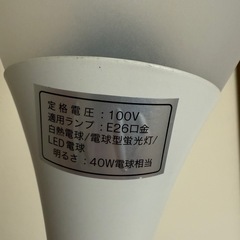 定格電圧：100V
適用ランプ：E26口金
白熱電球/電球型蛍光灯/
LED電球
明るさ：40W電球相当